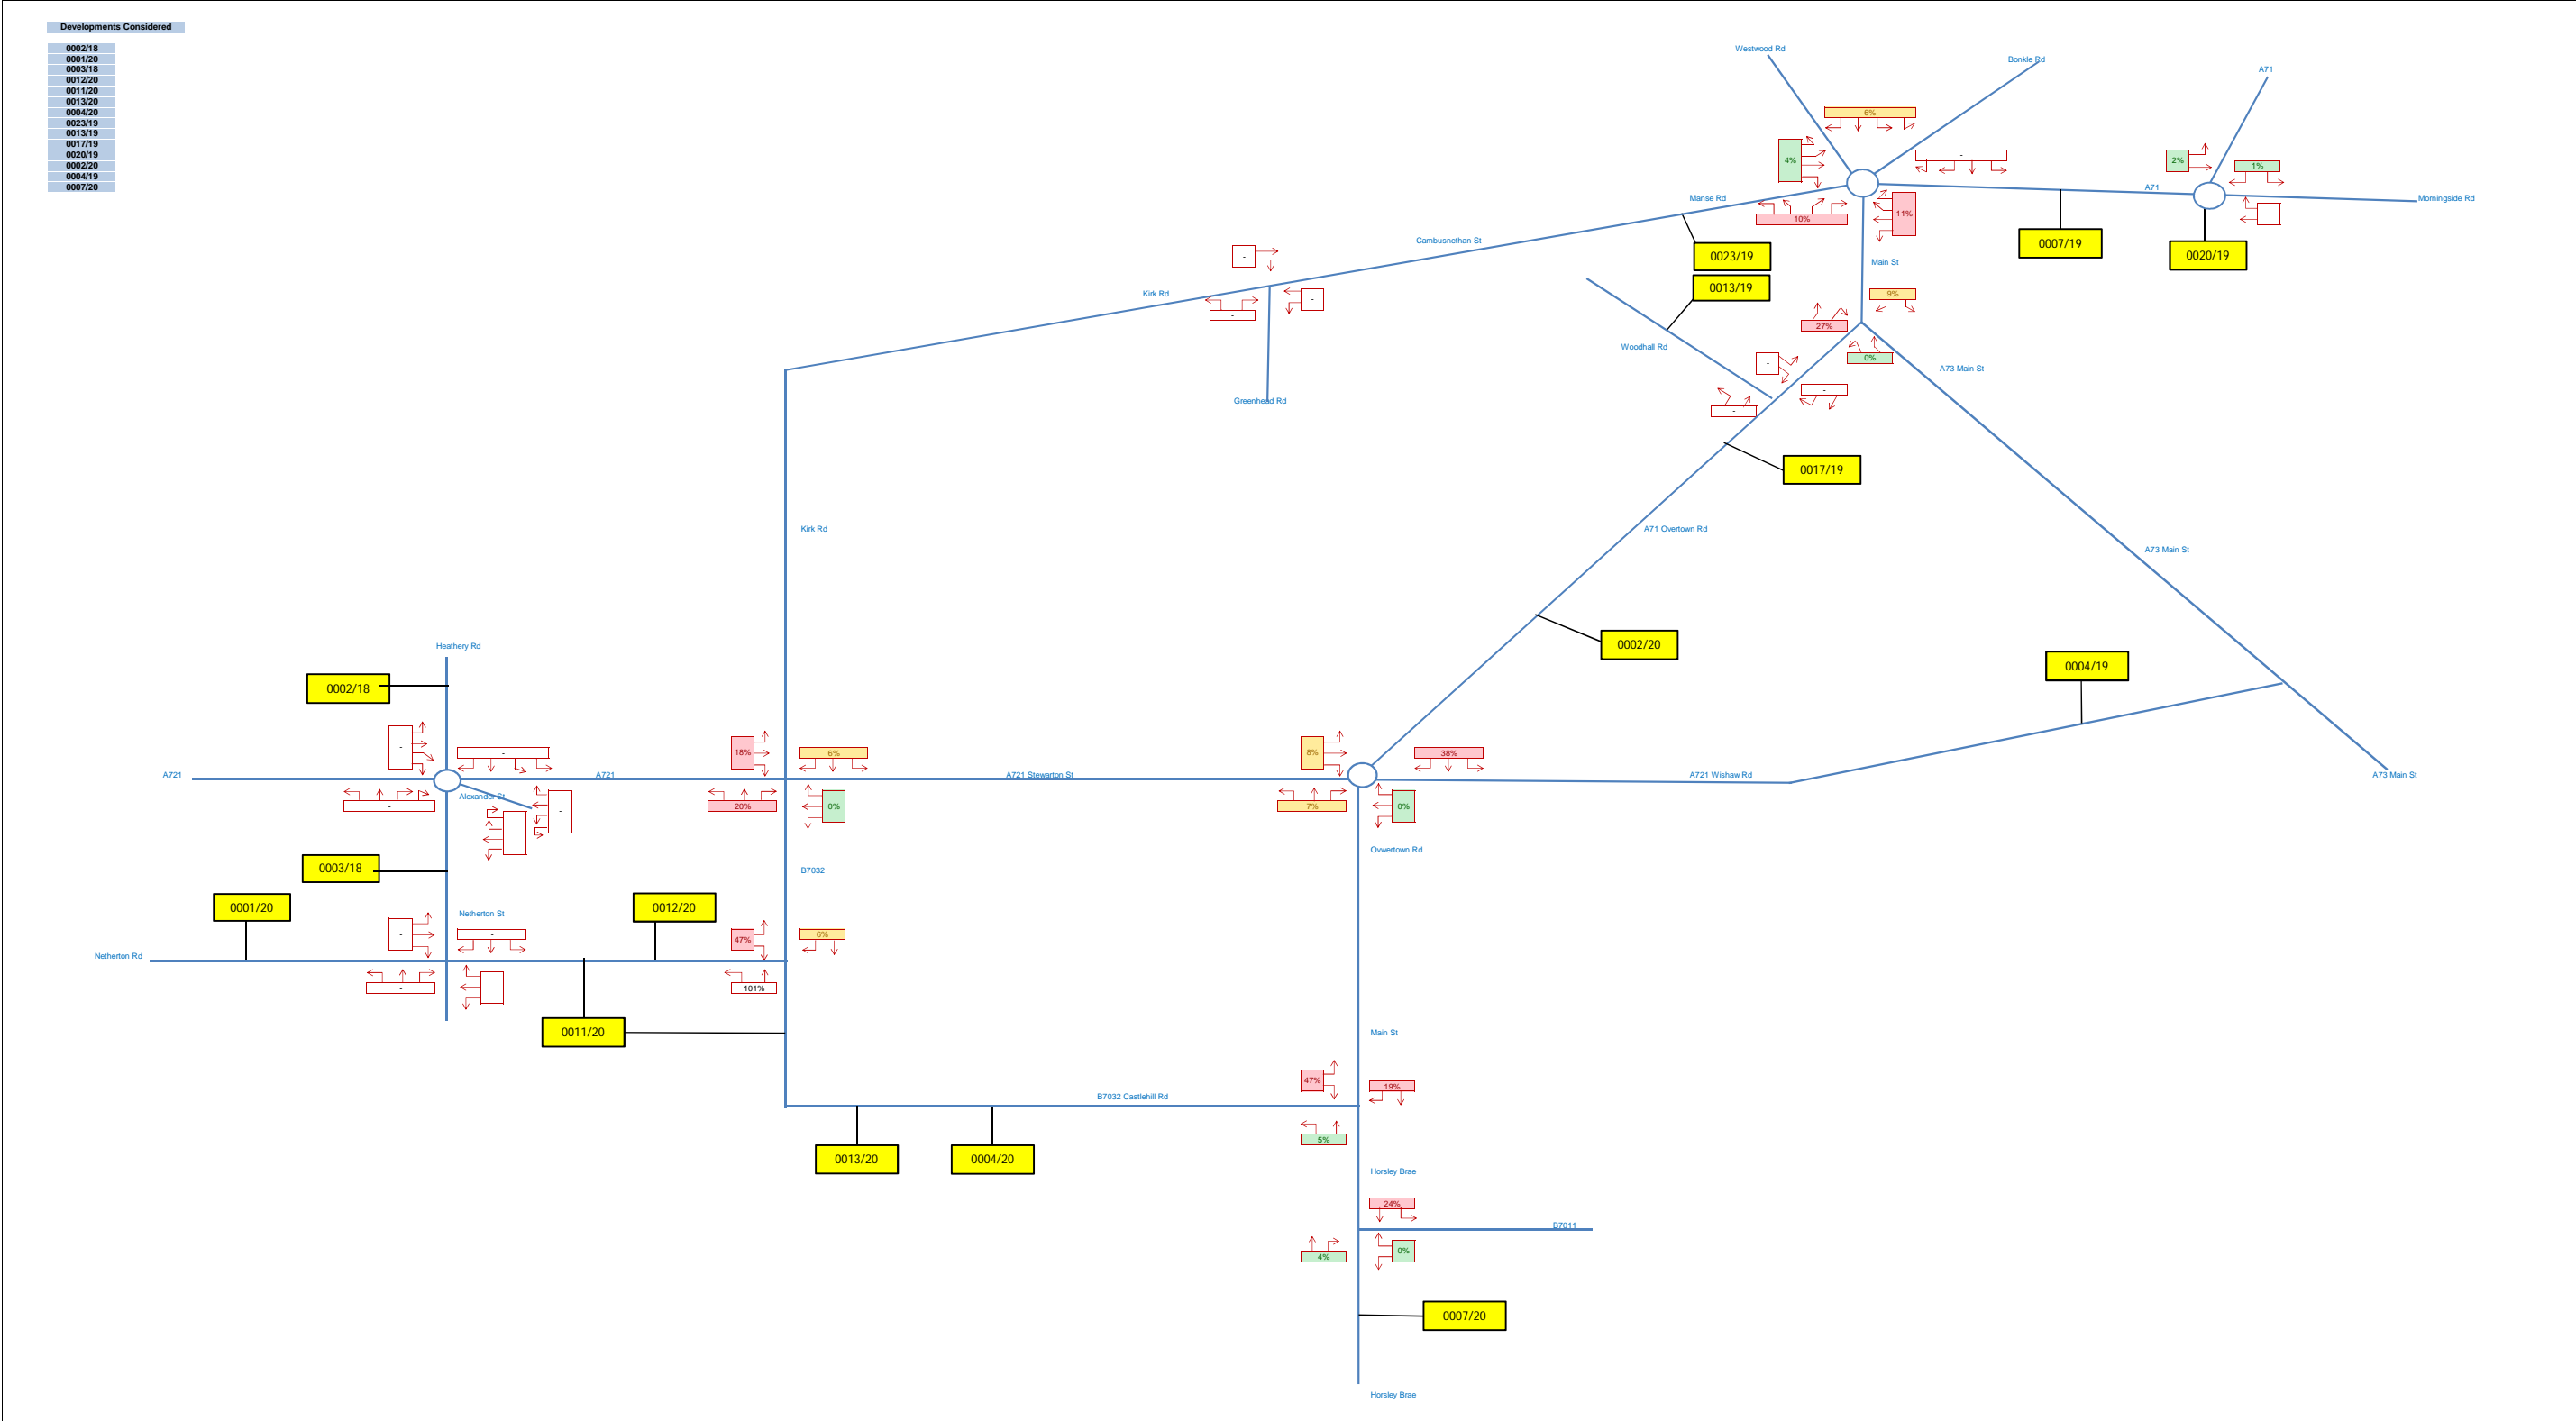 Developments Considered
0002/18
0001/20
0003/18
0012/20
0011/20
0013/20
0004/20
0023/19
0013/19
0017/19
0020/19
0002/20
0004/19
0007/20
Westwood Rd
Bonkle Rd
A71
6%
4%
-
2%
1%
A71
Manse Rd
10%
11%
-
Morningside Rd
Cambusnethan St
0023/19
0007/19
0020/19
-
Main St
0013/19
Kirk Rd
-
-
9%
27%
Woodhall Rd
-
0%
A73 Main St
-
-
Greenhead Rd
0017/19
Kirk Rd
A71 Overtown Rd
A73 Main St
Heathery Rd
0002/20
0004/19
0002/18
-
-
18%
6%
8%
38%
A721
A721
A721 Stewarton St
A721 Wishaw Rd
A73 Main St
Alexander St
-
-
-
20%
0%
7%
0%
Ovwertown Rd
0003/18
B7032
0001/20
0012/20
Netherton St
-
-
47%
6%
Netherton Rd
-
-
101%
0011/20
Main St
47%
19%
B7032 Castlehill Rd
5%
0013/20
0004/20
Horsley Brae
24%
B7011
4%
0%
0007/20
Horsley Brae